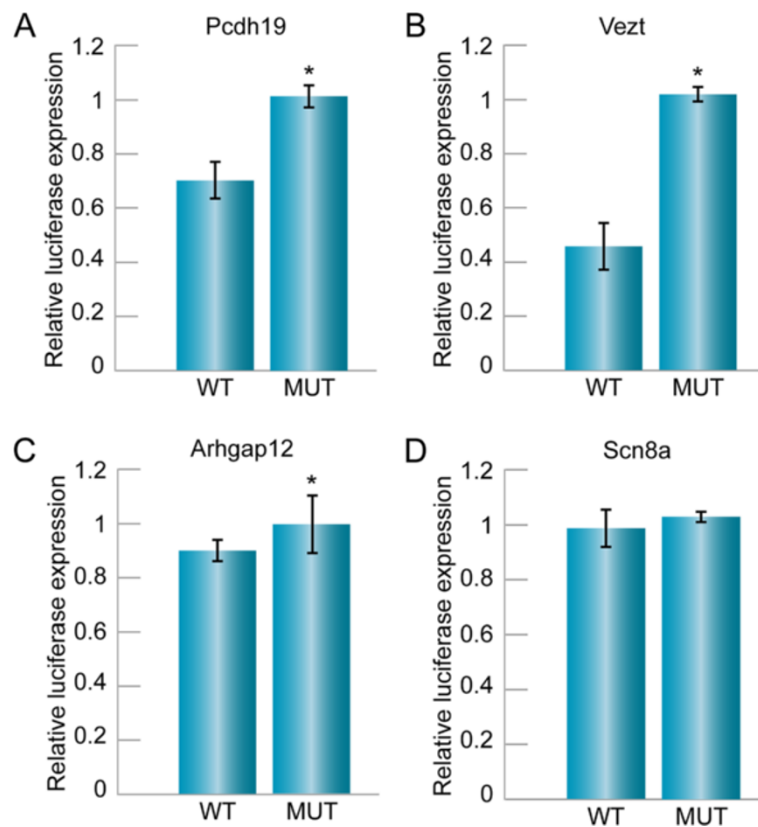 A
Pcdh19
Relative luciferase expression
1.2
1
0.8
0.6
0.4
0.2
0
*
WT MUT
B
Vezt
Relative luciferase expression
1.2
1
0.8
0.6
0.4
0.2
0
*
WT MUT
C
Arhgap12
Relative luciferase expression
1.2
1
0.8
0.6
0.4
0.2
0
*
WT MUT
D
Scn8a
Relative luciferase expression
1.2
1
0.8
0.6
0.4
0.2
0
WT MUT